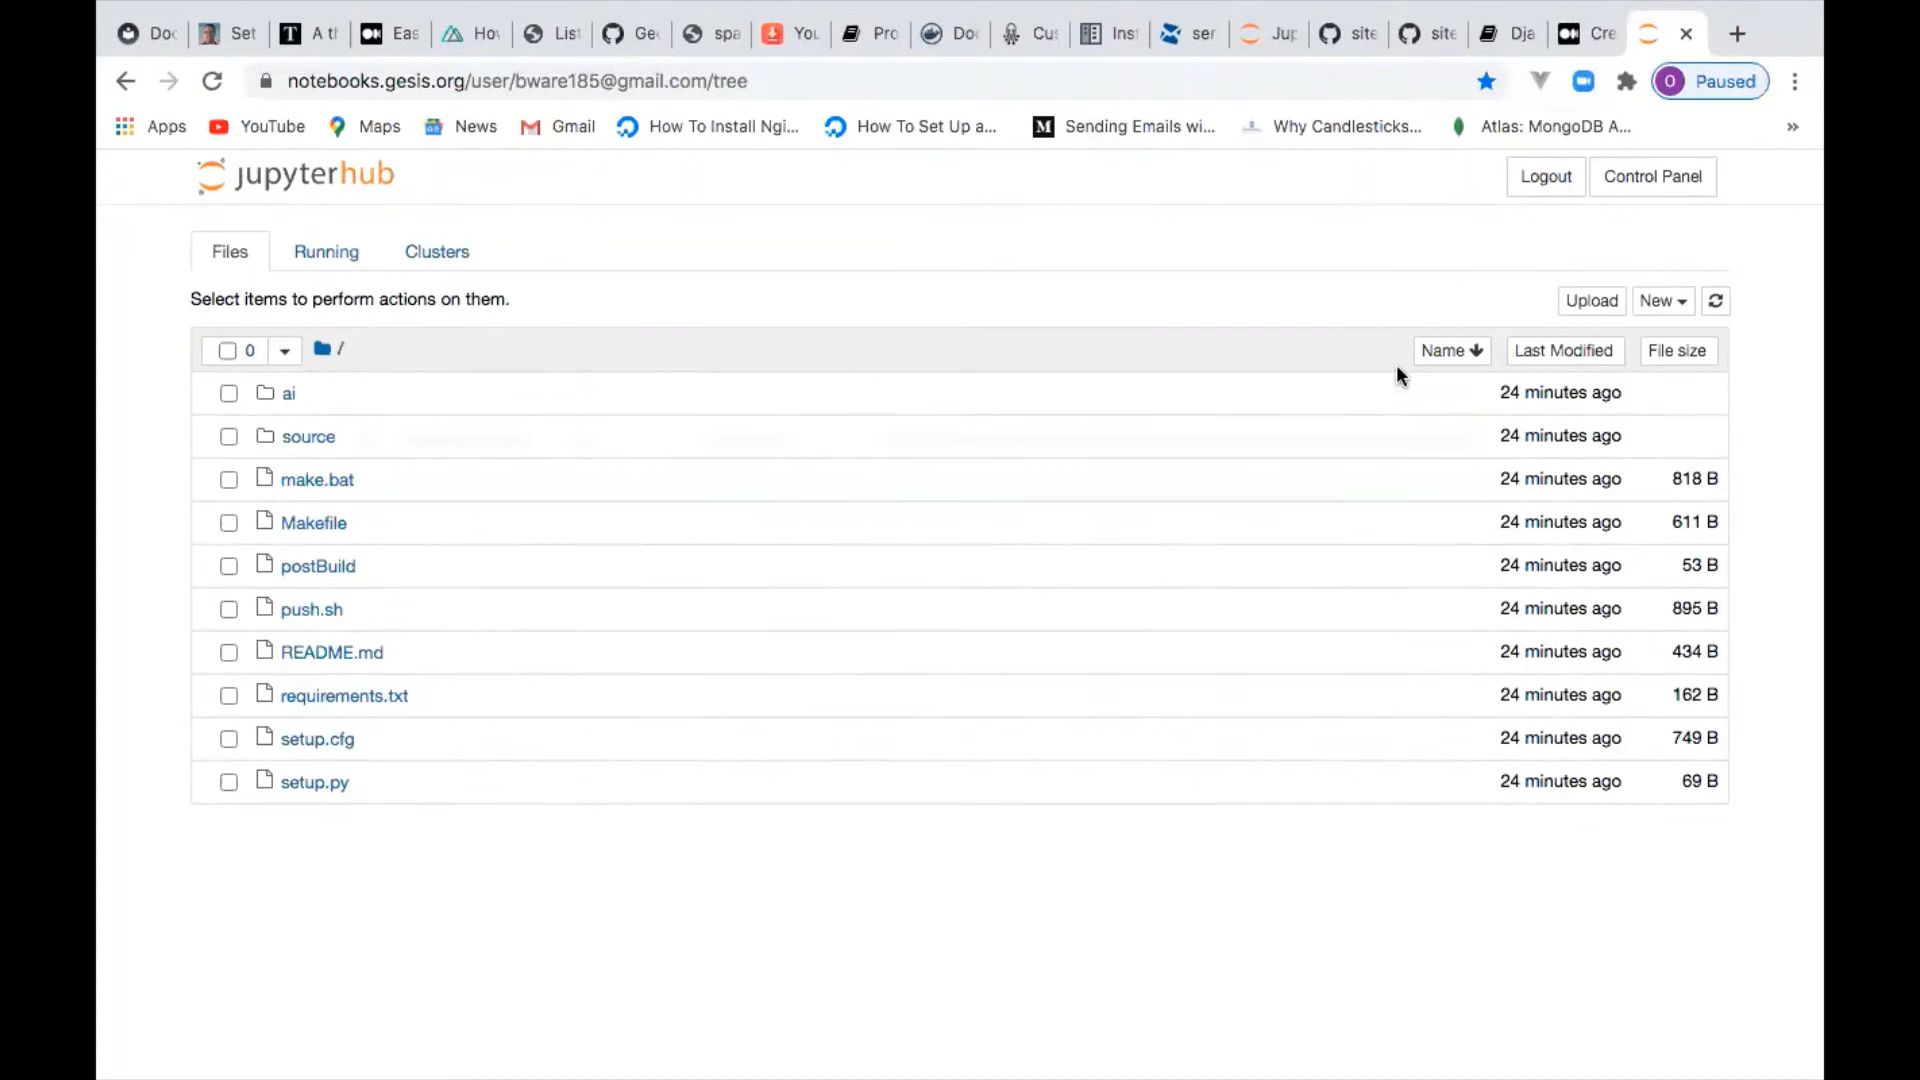 Doc Set A th Eas Hov List Ge spa You Pro Do Cus Inst ser Jup site site Dja Cre
notebooks.gesis.org/user/bware185@gmail.com/tree
O Paused
Apps YouTube Maps News Gmail How To Install Ngi... How To Set Up a... M Sending Emails wi... Why Candlesticks... Atlas: MongoDB A... »
jupyterhub
Logout Control Panel
Files Running Clusters
Select items to perform actions on them.
Upload New
0 / Name Last Modified File size
ai 24 minutes ago
source 24 minutes ago
make.bat 24 minutes ago 818 B
Makefile 24 minutes ago 611 B
postBuild 24 minutes ago 53 B
push.sh 24 minutes ago 895 B
README.md 24 minutes ago 434 B
requirements.txt 24 minutes ago 162 B
setup.cfg 24 minutes ago 749 B
setup.py 24 minutes ago 69 B